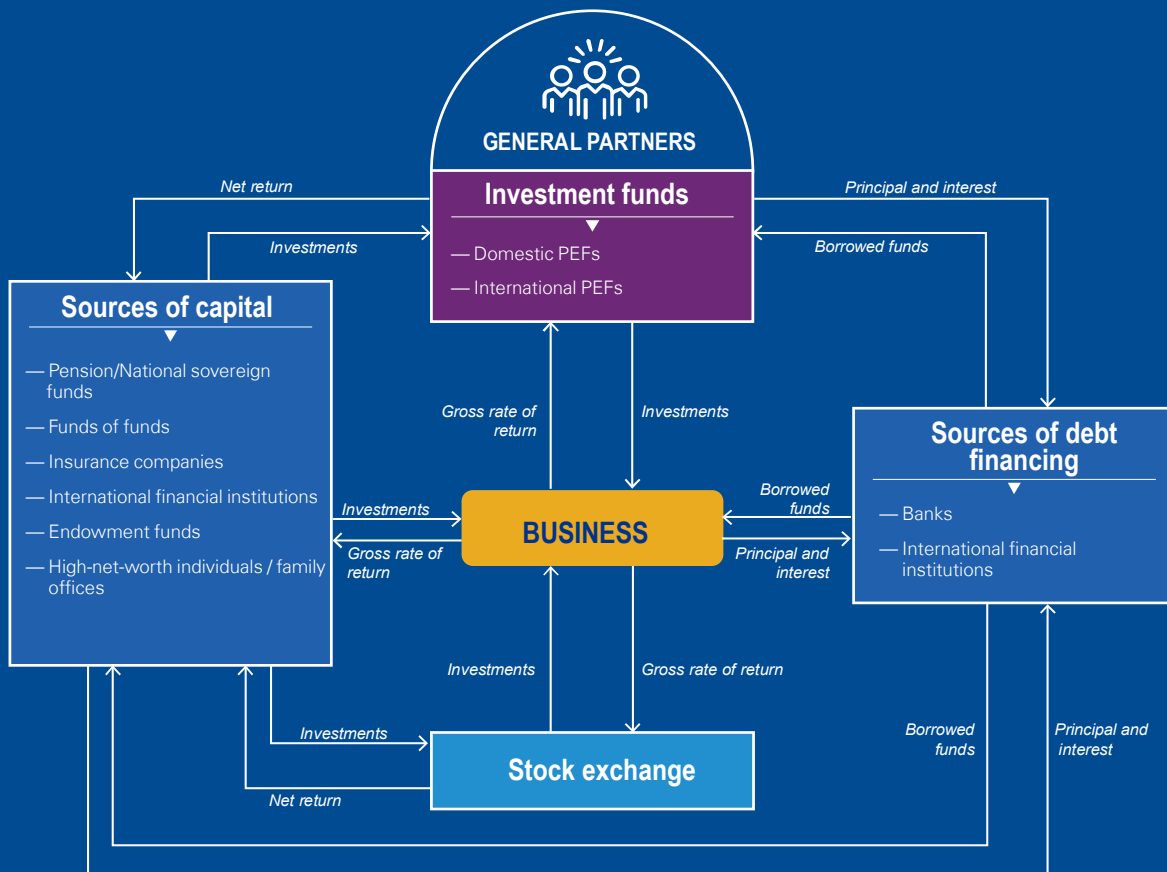 GENERAL PARTNERS
Net return
Investment funds
Principal and interest
Investments
— Domestic PEFs
Borrowed funds
— International PEFs
Sources of capital
— Pension/National sovereign
funds
— Funds of funds
— Insurance companies
— International financial institutions
— Endowment funds
— High-net-worth individuals / family
offices
Gross rate of
return
Investments
Sources of debt
financing
— Banks
— International financial
institutions
Investments
Gross rate of
return
BUSINESS
Borrowed
funds
Principal and
interest
Investments
Gross rate of return
Investments
Stock exchange
Net return
Borrowed
funds
Principal and
interest